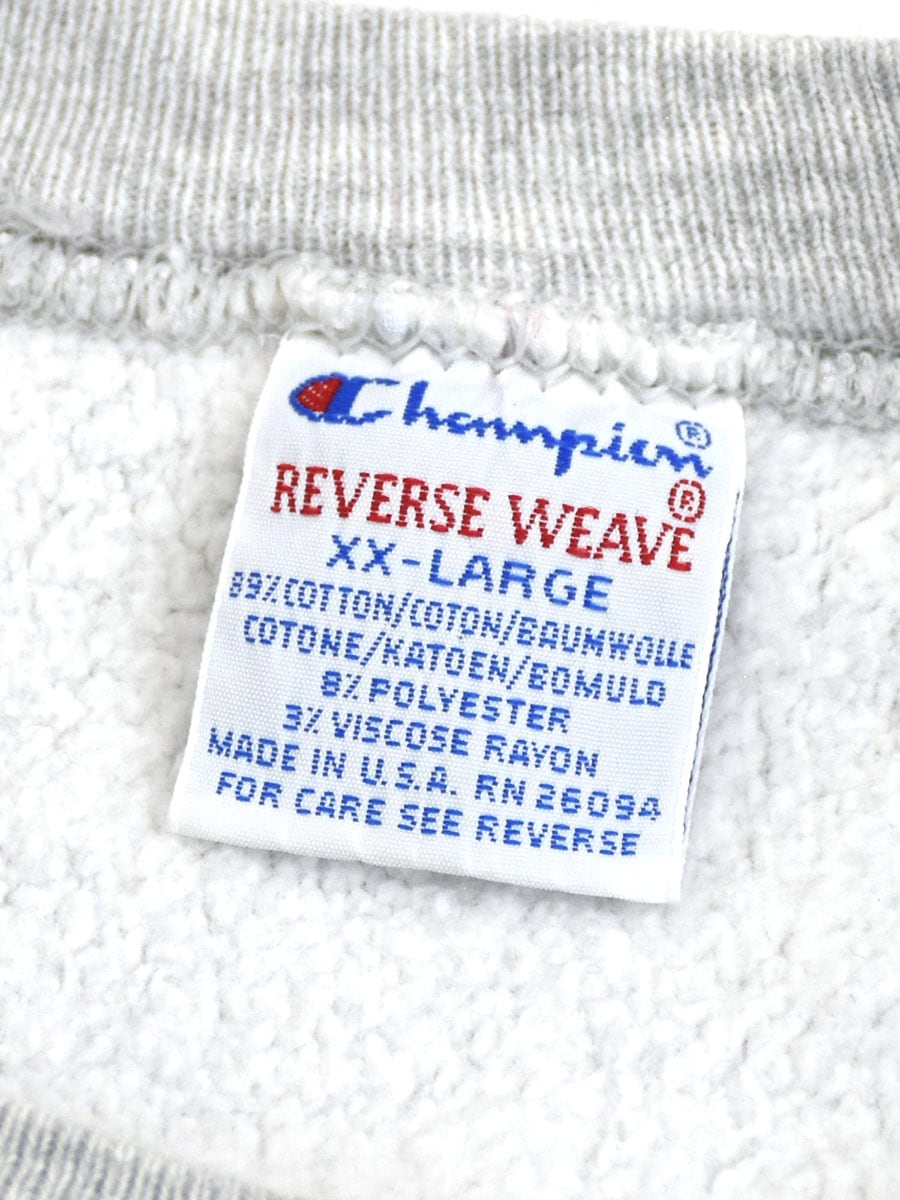 Champion®
REVERSE WEAVE®
XX-LARGE
89% COTTON/COTON/BAUMWOLLE
COTONE/KATOEN/BOMULD
8% POLYESTER
3% VISCOSE RAYON
MADE IN U.S.A. RN 26094
FOR CARE SEE REVERSE